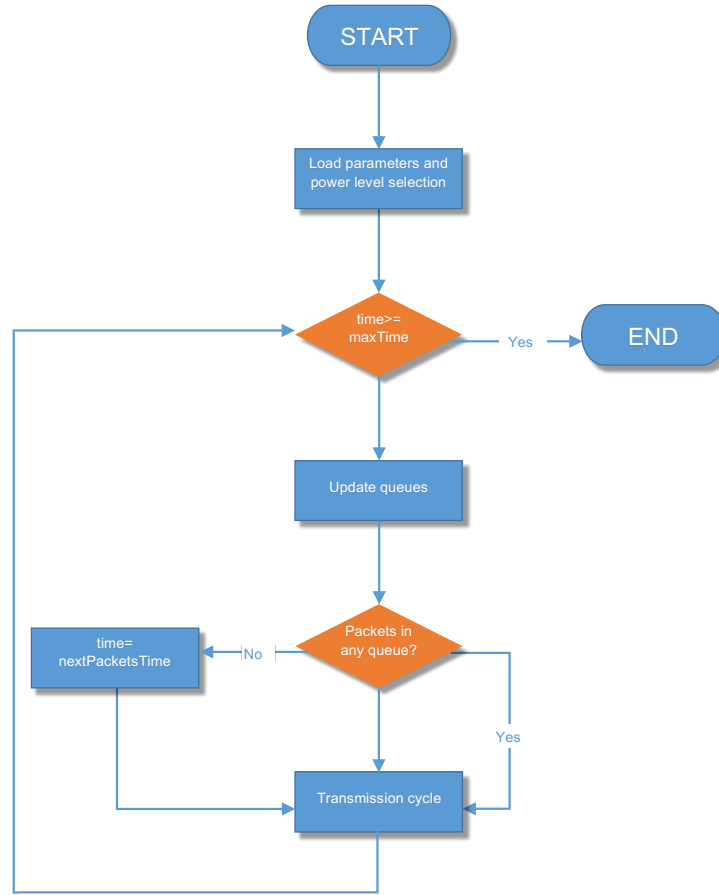 START
Load parameters and
power level selection
time>=
maxTime
Yes
END
Update queues
Packets in
any queue?
time=
nextPacketsTime
No
Yes
Transmission cycle